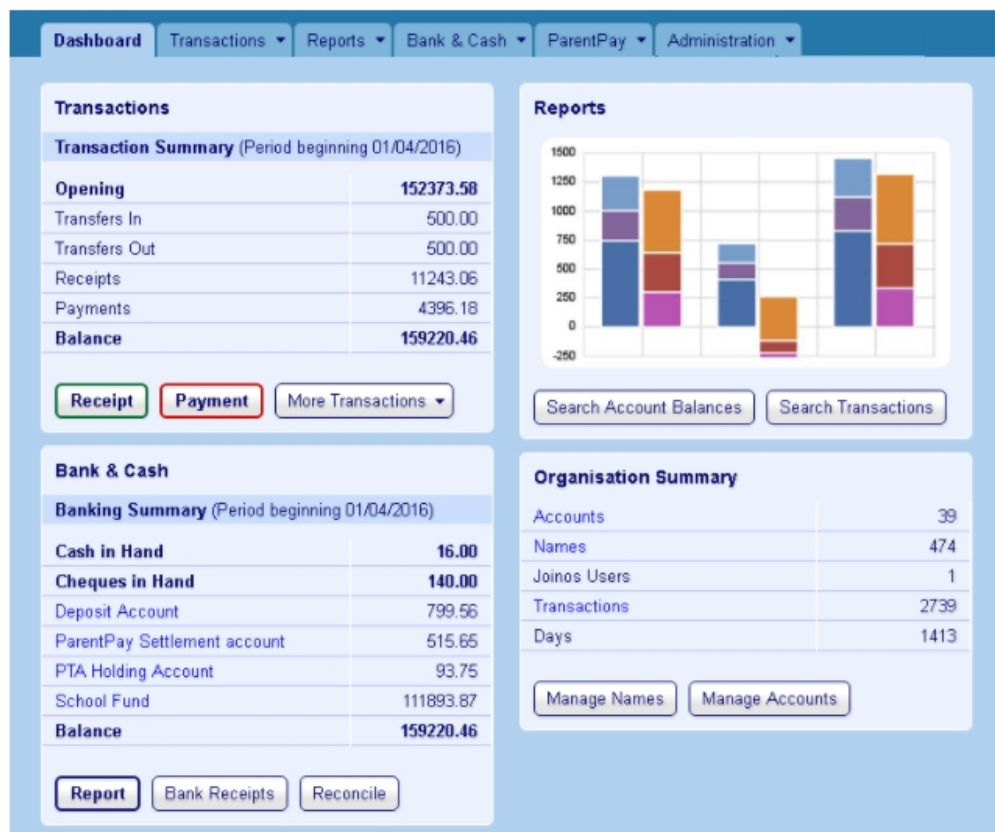 Dashboard Transactions Reports Bank & Cash ParentPay Administration
Transactions
Transaction Summary (Period beginning 01/04/2016)
Opening 152373.58
Transfers In 500.00
Transfers Out 500.00
Receipts 11243.06
Payments 4396.18
Balance 159220.46
Receipt Payment More Transactions
Reports
1500
1250
1000
750
500
250
0
-250
Search Account Balances Search Transactions
Bank & Cash
Banking Summary (Period beginning 01/04/2016)
Cash in Hand 16.00
Cheques in Hand 140.00
Deposit Account 799.56
ParentPay Settlement account 515.65
PTA Holding Account 93.75
School Fund 111893.87
Balance 159220.46
Report Bank Receipts Reconcile
Organisation Summary
Accounts 39
Names 474
Joinos Users 1
Transactions 2739
Days 1413
Manage Names Manage Accounts